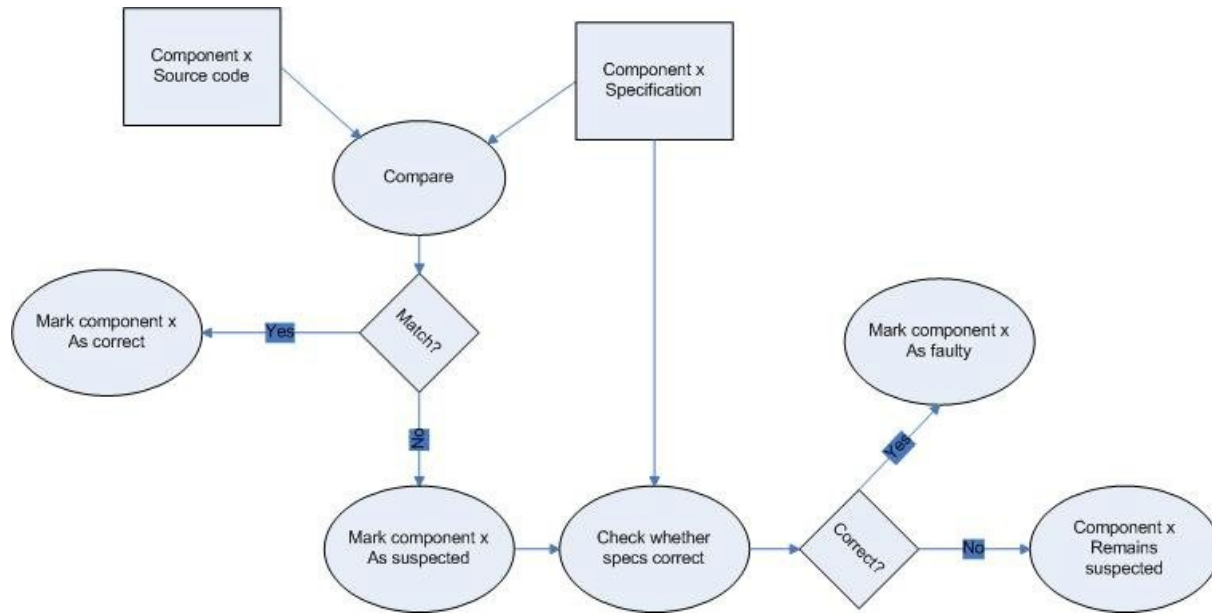 Component x
Source code
Component x
Specification
Compare
Mark component x
As correct
Yes
Match?
Mark component x
As faulty
No
Yes
Mark component x
As suspected
Check whether
specs correct
Correct?
No
Component x
Remains
suspected